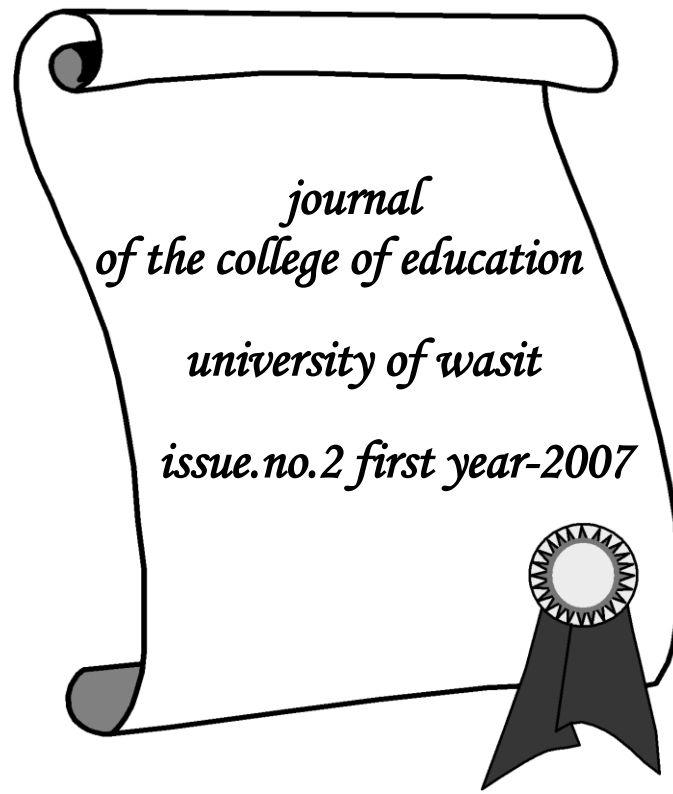 journal
of the college of education
university of wasit
issue.no.2 first year-2007